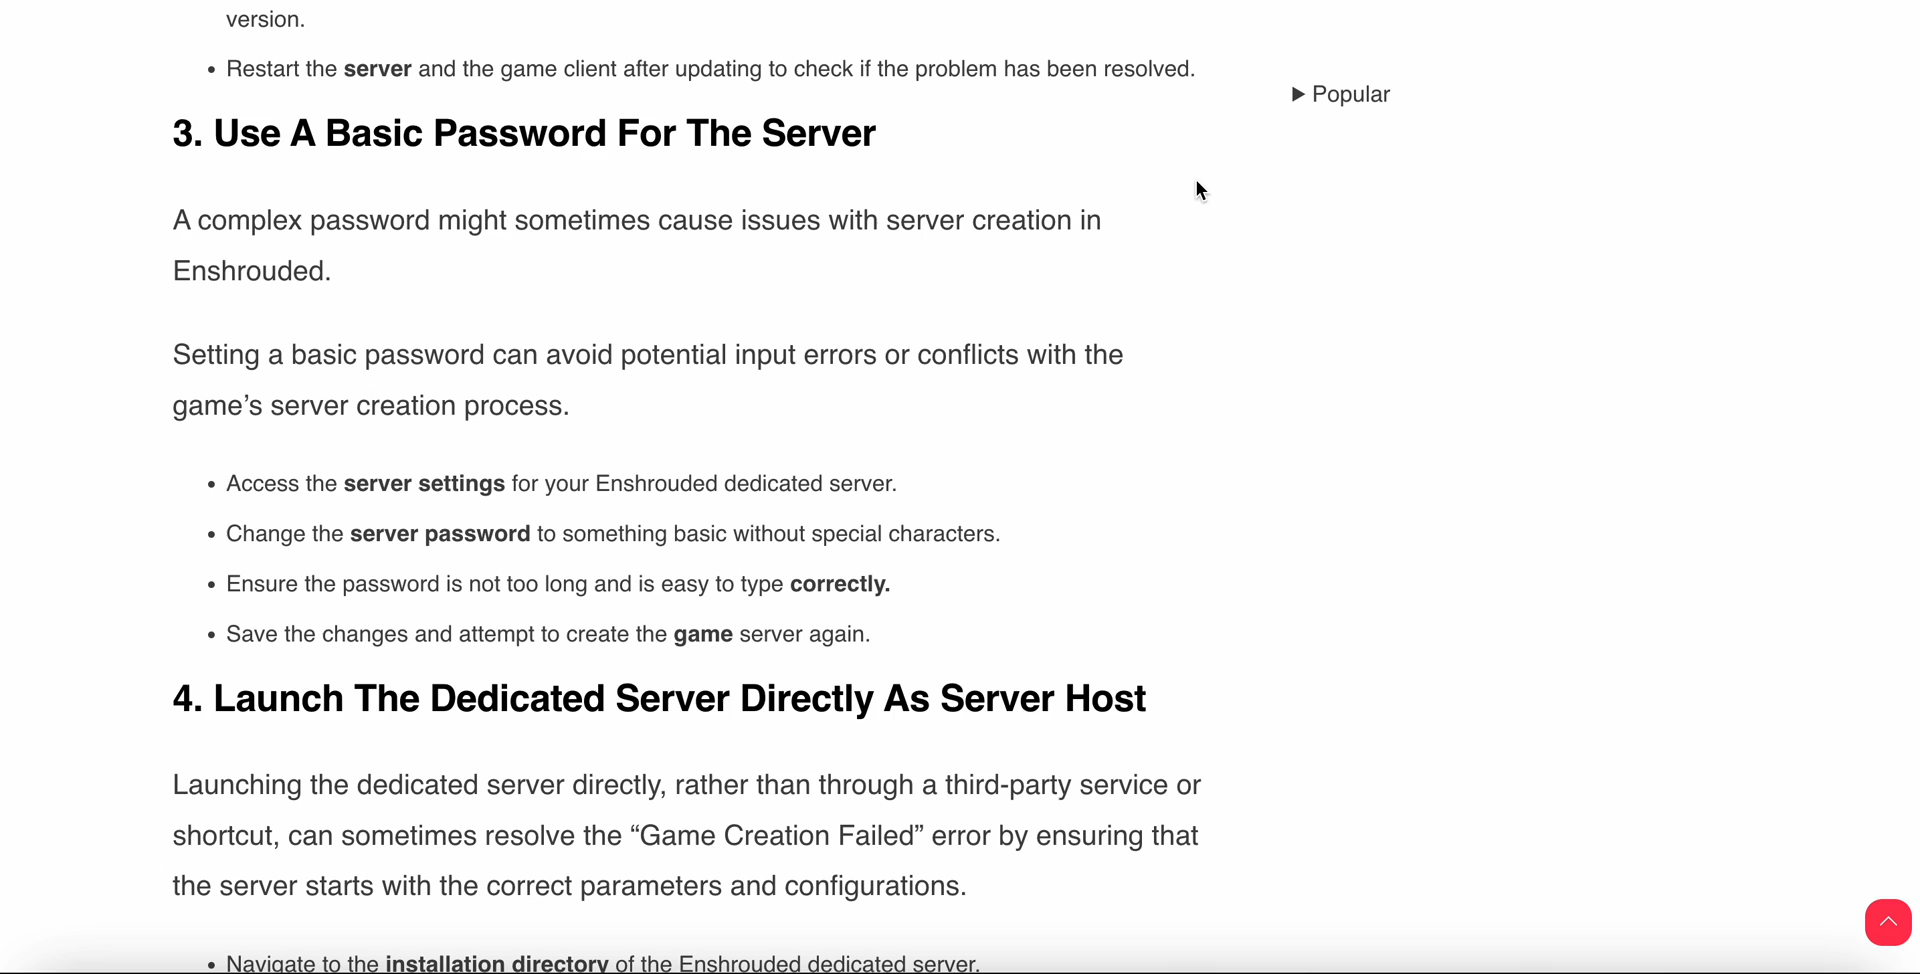 version.
• Restart the server and the game client after updating to check if the problem has been resolved.
▶ Popular
3. Use A Basic Password For The Server
A complex password might sometimes cause issues with server creation in
Enshrouded.
Setting a basic password can avoid potential input errors or conflicts with the
game’s server creation process.
• Access the server settings for your Enshrouded dedicated server.
• Change the server password to something basic without special characters.
• Ensure the password is not too long and is easy to type correctly.
• Save the changes and attempt to create the game server again.
4. Launch The Dedicated Server Directly As Server Host
Launching the dedicated server directly, rather than through a third-party service or
shortcut, can sometimes resolve the “Game Creation Failed” error by ensuring that
the server starts with the correct parameters and configurations.
• Navigate to the installation directory of the Enshrouded dedicated server.